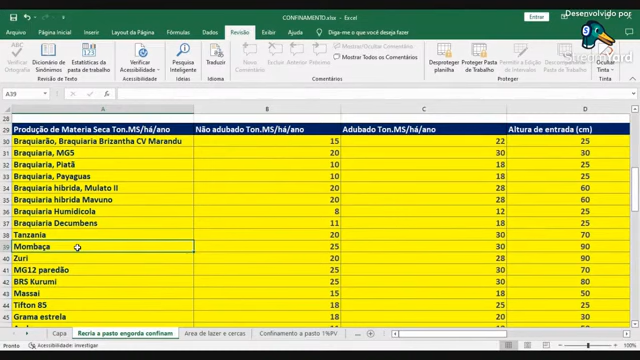 Desenvolvido por
CONFINAMENTO.xlsx - Excel
Entrar
StreamYard
Arquivo Página Inicial Inserir Layout da Página Fórmulas Dados Revisão Exibir Ajuda Diga-me o que você deseja fazer
Verificar Ortografia
Dicionário de Sinônimos
Estatísticas da pasta de trabalho
Verificar Acessibilidade
Pesquisa Inteligente
Traduzir
Novo Comentário
Mostrar/Ocultar Comentário
Mostrar Todos os Comentários
Desproteger planilha
Proteger Pasta de Trabalho
Ocultar Tinta
Revisão de Texto Acessibilidade Ideias Idioma Comentários Proteger Tinta
A39 fx
A B C D
28
29 Produção de Materia Seca Ton.MS/há/ano Não adubado Ton.MS/há/ano Adubado Ton.MS/há/ano Altura de entrada (cm)
30 Braquiarão, Braquiaria Brizantha CV Marandu 15 22 25
31 Braquiaria, MG5 20 30 30
32 Braquiaria, Piatã 10 18 25
33 Braquiaria, Payaguas 10 18 25
34 Braquiaria hibrida, Mulato II 20 28 60
35 Braquiaria hibrida Mavuno 20 28 60
36 Braquiaria Humidicola 8 12 25
37 Braquiaria Decumbens 11 18 25
38 Tanzania 20 30 70
39 Mombaça 25 30 90
40 Zuri 20 28 90
41 MG12 paredão 25 30 70
42 BRS Kurumi 25 30 80
43 Massai 15 18 50
44 Tifton 85 25 25 25
45 Grama estrela 18 20 30
Capa Recria a pasto engorda confinam Area de lazer e cercas Confinamento a pasto 1%PV ...
Acessibilidade: investigar
100%